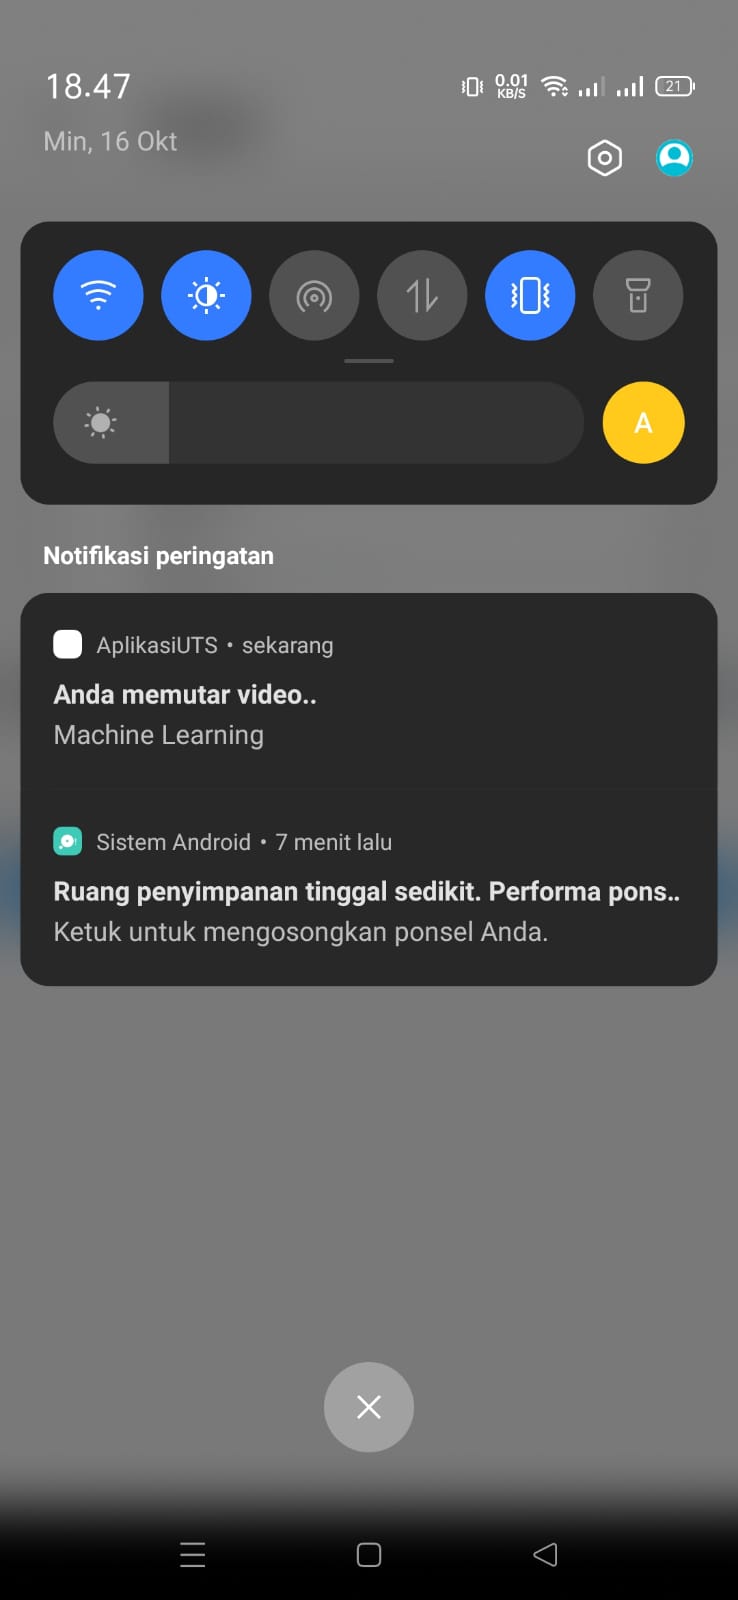 18.47
0.01
KB/S
21
Min, 16 Okt
A
Notifikasi peringatan
AplikasiUTS • sekarang
Anda memutar video..
Machine Learning
Sistem Android • 7 menit lalu
Ruang penyimpanan tinggal sedikit. Performa pons..
Ketuk untuk mengosongkan ponsel Anda.